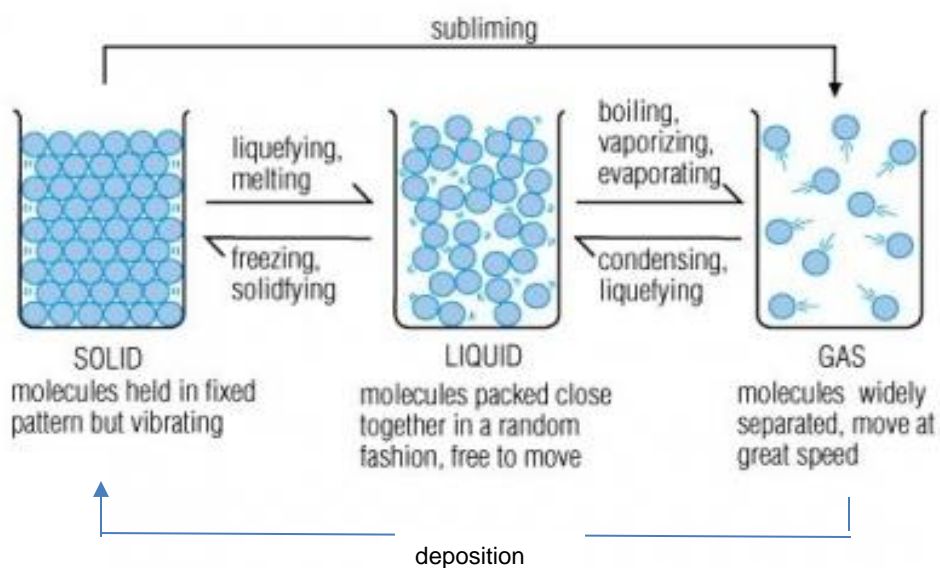 subliming
liquefying,
melting
boiling,
vaporizing,
evaporating
freezing,
solidfying
condensing,
liquefying
SOLID
molecules held in fixed
pattern but vibrating
LIQUID
molecules packed close
together in a random
fashion, free to move
GAS
molecules widely
separated, move at
great speed
deposition